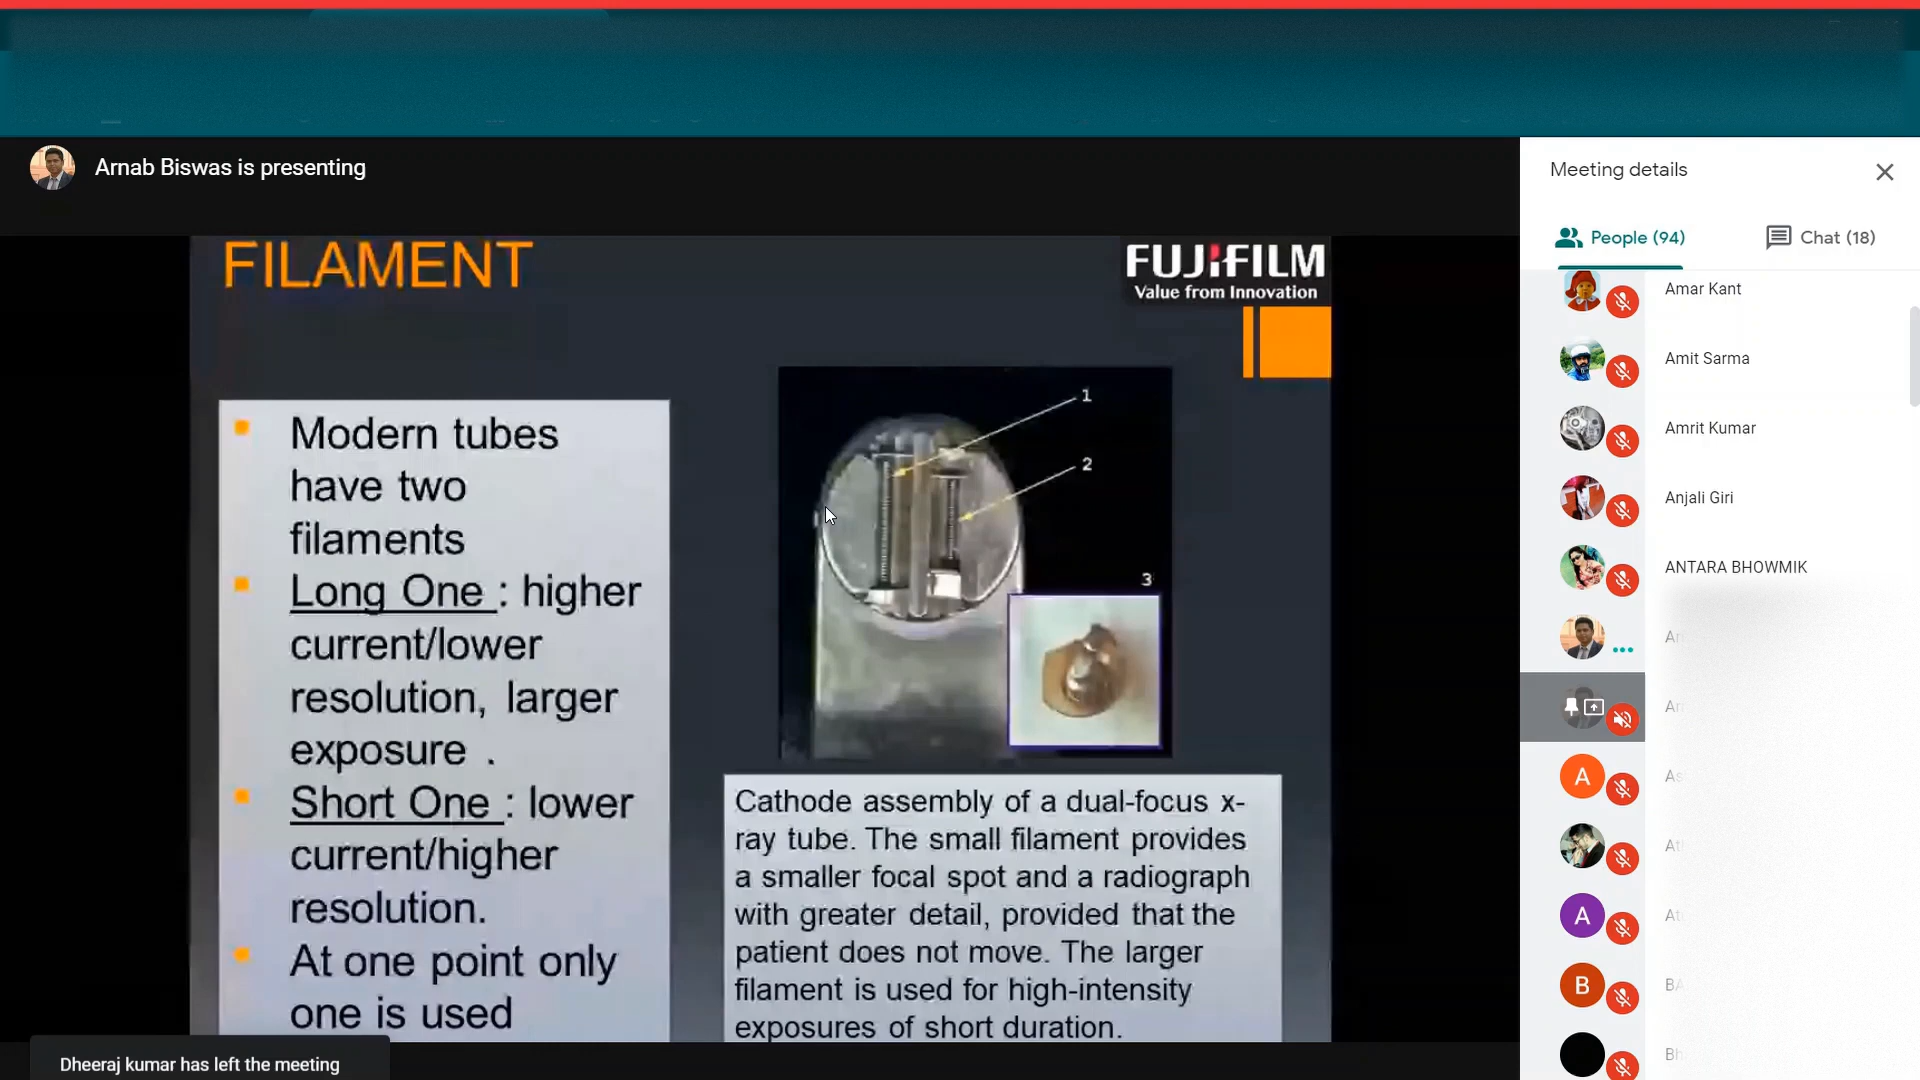 Arnab Biswas is presenting
FILAMENT
FUJIFILM
Value from Innovation
Modern tubes
have two
filaments
Long One : higher
current/lower
resolution, larger
exposure .
Short One : lower
current/higher
resolution.
At one point only
one is used
1
2
3
Cathode assembly of a dual-focus x-
ray tube. The small filament provides
a smaller focal spot and a radiograph
with greater detail, provided that the
patient does not move. The larger
filament is used for high-intensity
exposures of short duration.
Dheeraj kumar has left the meeting
Meeting details
People (94)
Chat (18)
Amar Kant
Amit Sarma
Amrit Kumar
Anjali Giri
ANTARA BHOWMIK
A
A
B